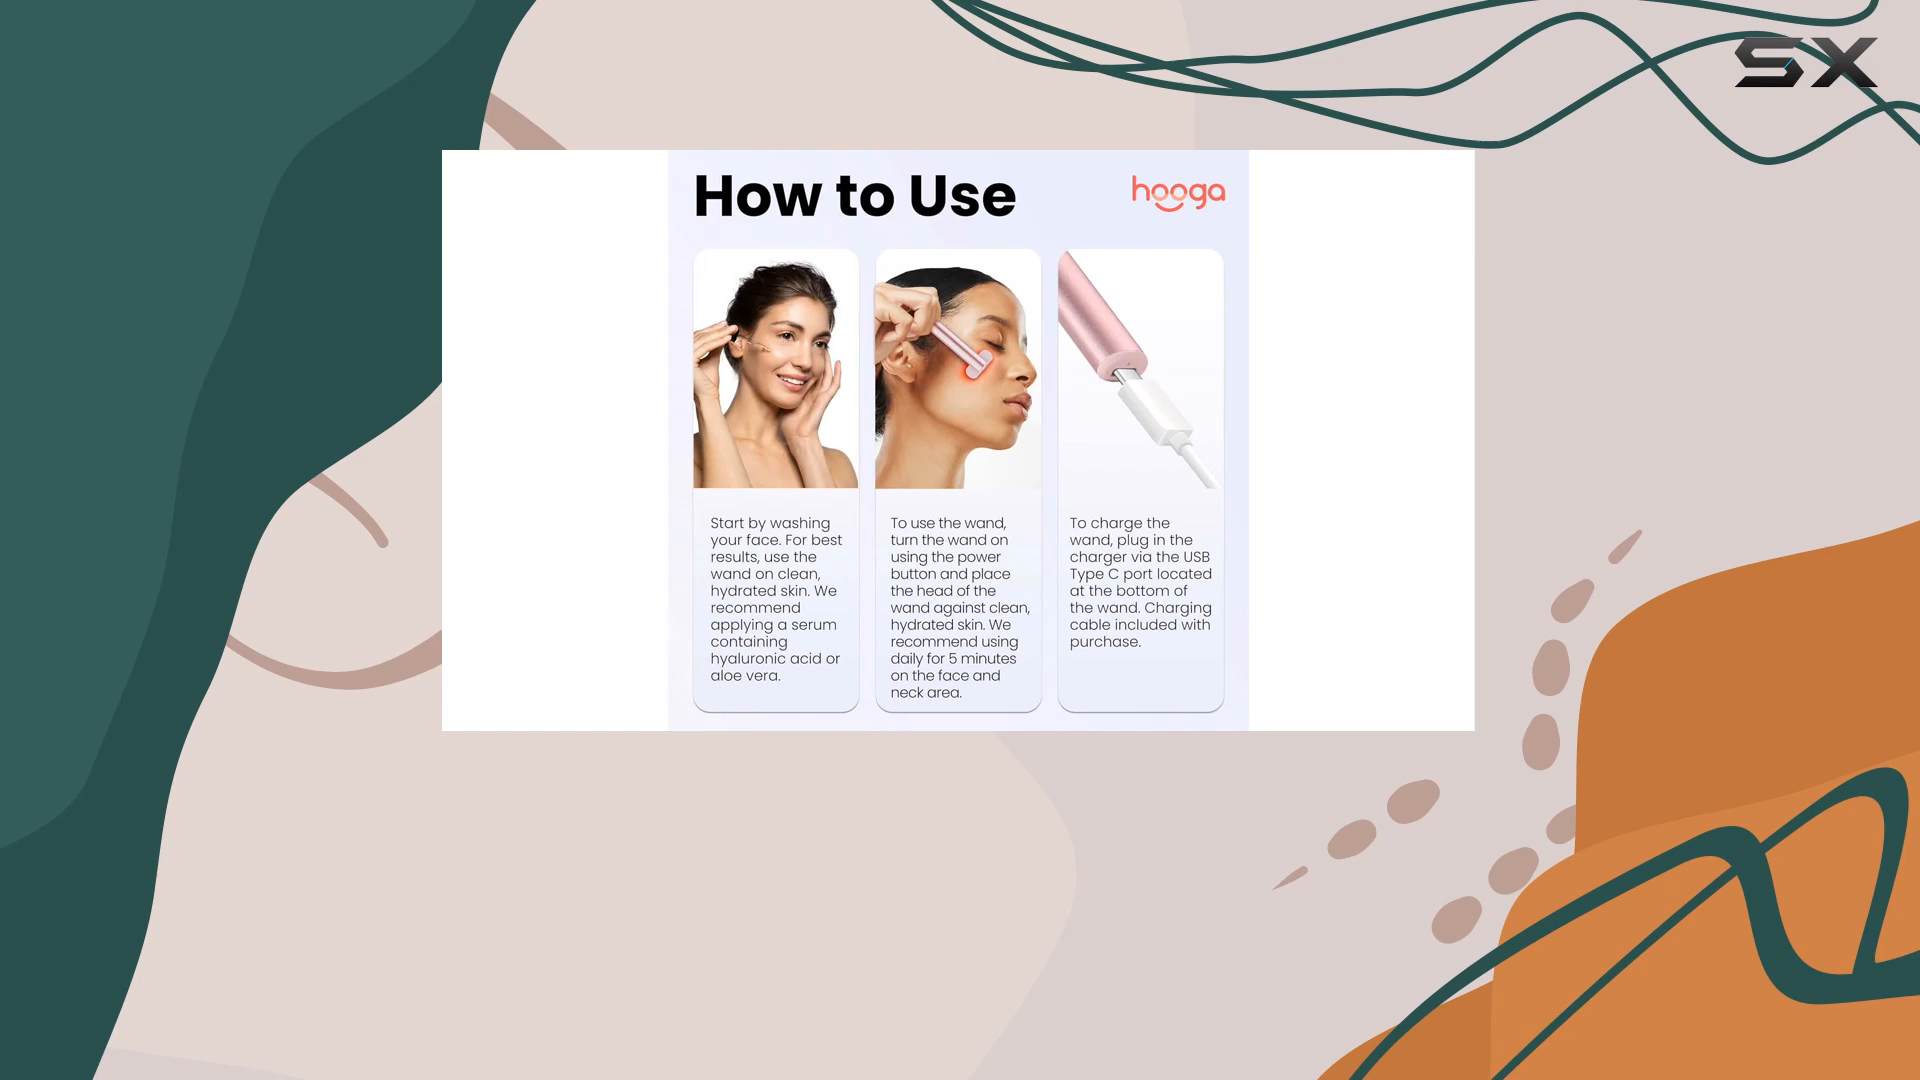 SX
How to Use
hooga
Start by washing
your face. For best
results, use the
wand on clean,
hydrated skin. We
recommend
applying a serum
containing
hyaluronic acid or
aloe vera.
To use the wand,
turn the wand on
using the power
button and place
the head of the
wand against clean,
hydrated skin. We
recommend using
daily for 5 minutes
on the face and
neck area.
To charge the
wand, plug in the
charger via the USB
Type C port located
at the bottom of
the wand. Charging
cable included with
purchase.